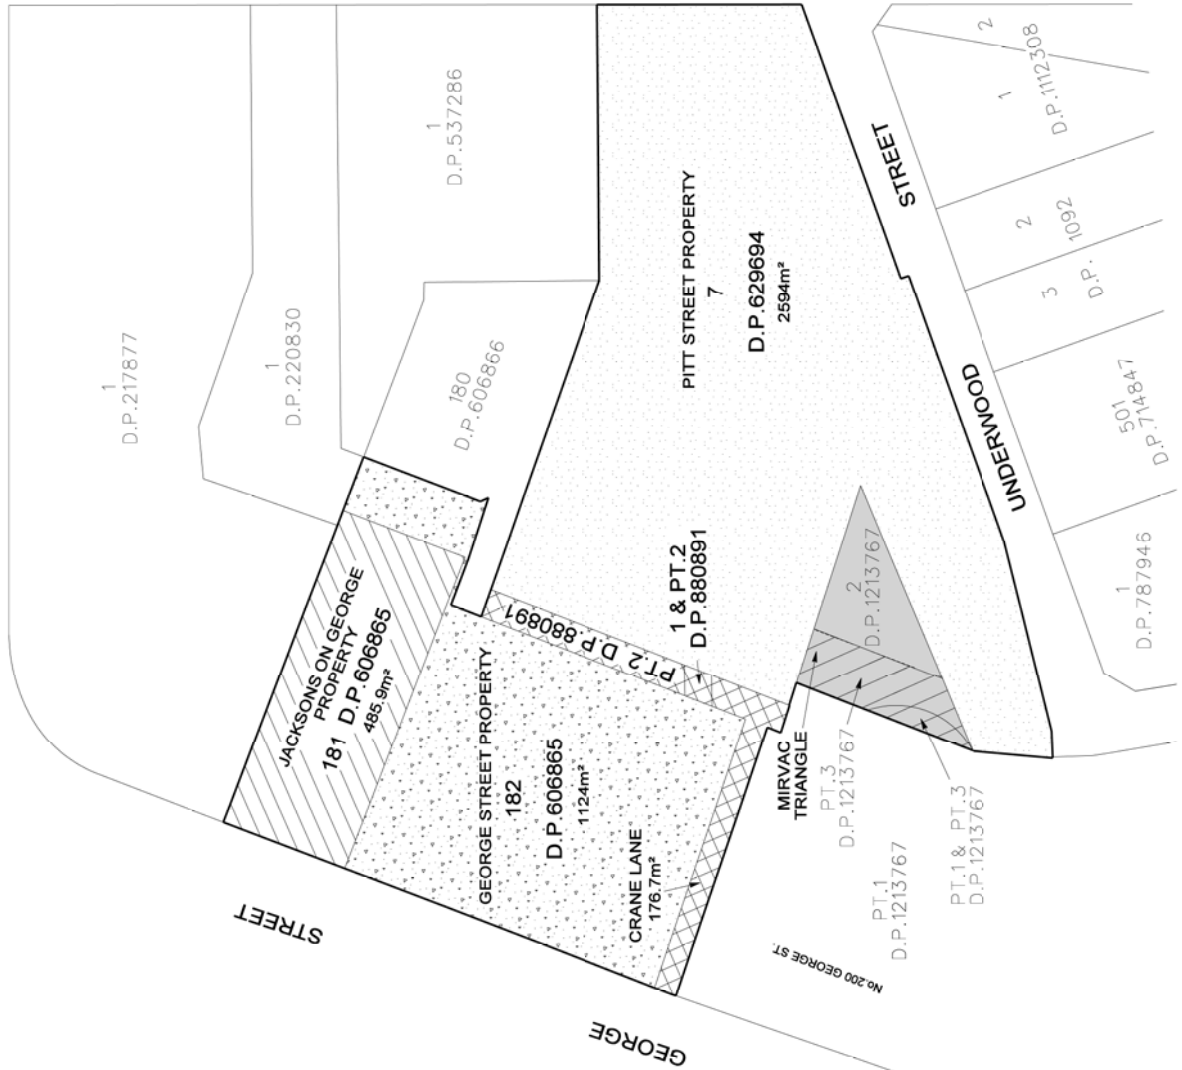 1
D.P.217877
1
D.P.220830
1
D.P.537286
180
D.P.606866
PITT STREET PROPERTY
7
D.P.629694
2594m²
STREET
UNDERWOOD
2
1
D.P.1112308
2
3
D.P. 1092
501
D.P.714847
1
D.P.787946
JACKSONS ON GEORGE
PROPERTY
181 D.P.606865
485.9m²
PT.2 D.P.880891
1 & PT.2
D.P.880891
GEORGE STREET PROPERTY
182
D.P.606865
1124m²
CRANE LANE
176.7m²
2
D.P.1213767
MIRVAC
TRIANGLE
PT.3
D.P.1213767
PT.1 & PT.3
D.P.1213767
PT.1
D.P.1213767
No.200 GEORGE ST.
STREET
GEORGE